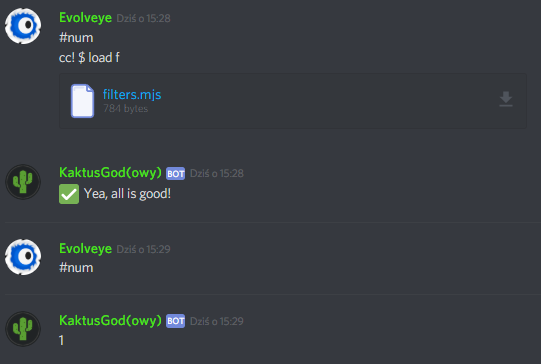 Evolveye Dziś o 15:28
#num
cc! $ load f
filters.mjs
784 bytes
KaktusGod(owy) BOT Dziś o 15:28
Yea, all is good!
Evolveye Dziś o 15:29
#num
KaktusGod(owy) BOT Dziś o 15:29
1